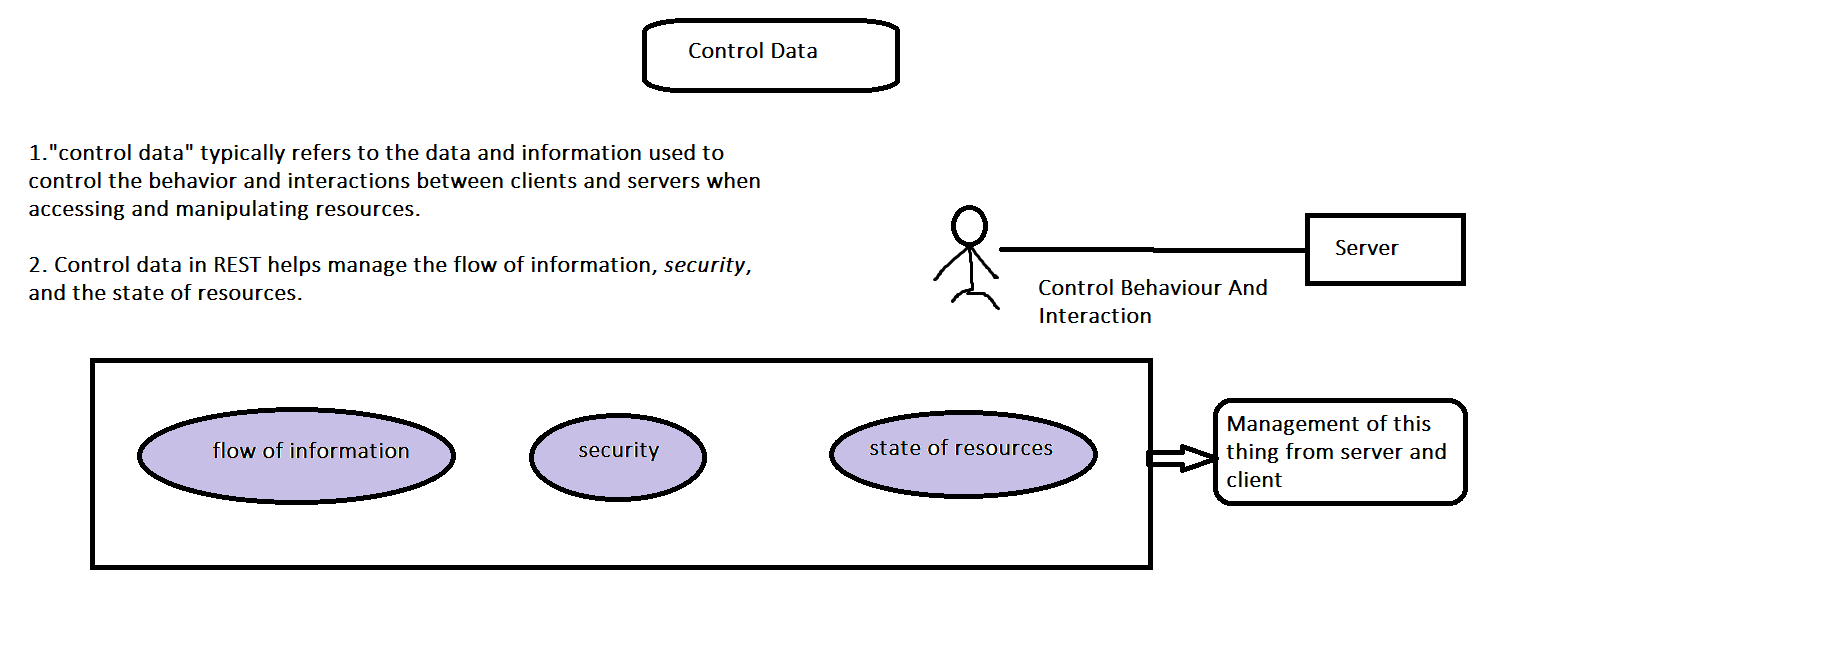 Control Data
1."control data" typically refers to the data and information used to
control the behavior and interactions between clients and servers when
accessing and manipulating resources.
2. Control data in REST helps manage the flow of information, security,
and the state of resources.
Server
Control Behaviour And
Interaction
flow of information
security
state of resources
Management of this
thing from server and
client